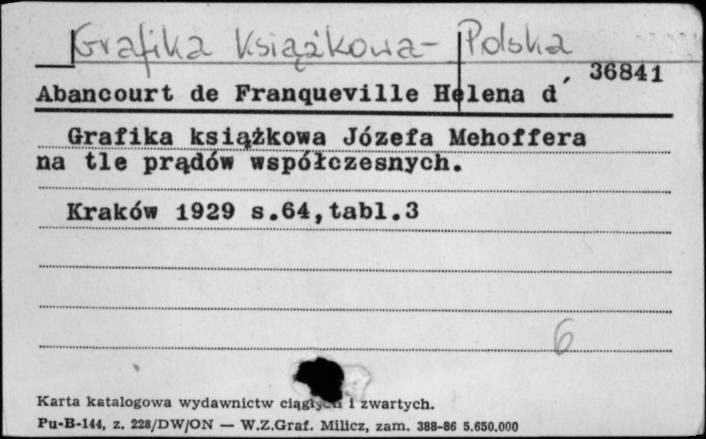 Grafika Książkowa - Polska
36841
Abancourt de Franqueville Helena d'
Grafika książkowa Józefa Mehoffera
na tle prądów współczesnych.
Kraków 1929 s.64,tabl.3
6
Karta katalogowa wydawnictw ciągłych i zwartych.
Pu-B-144, z. 228/DW/ON — W.Z.Graf. Milicz, zam. 388-86 5.650.000